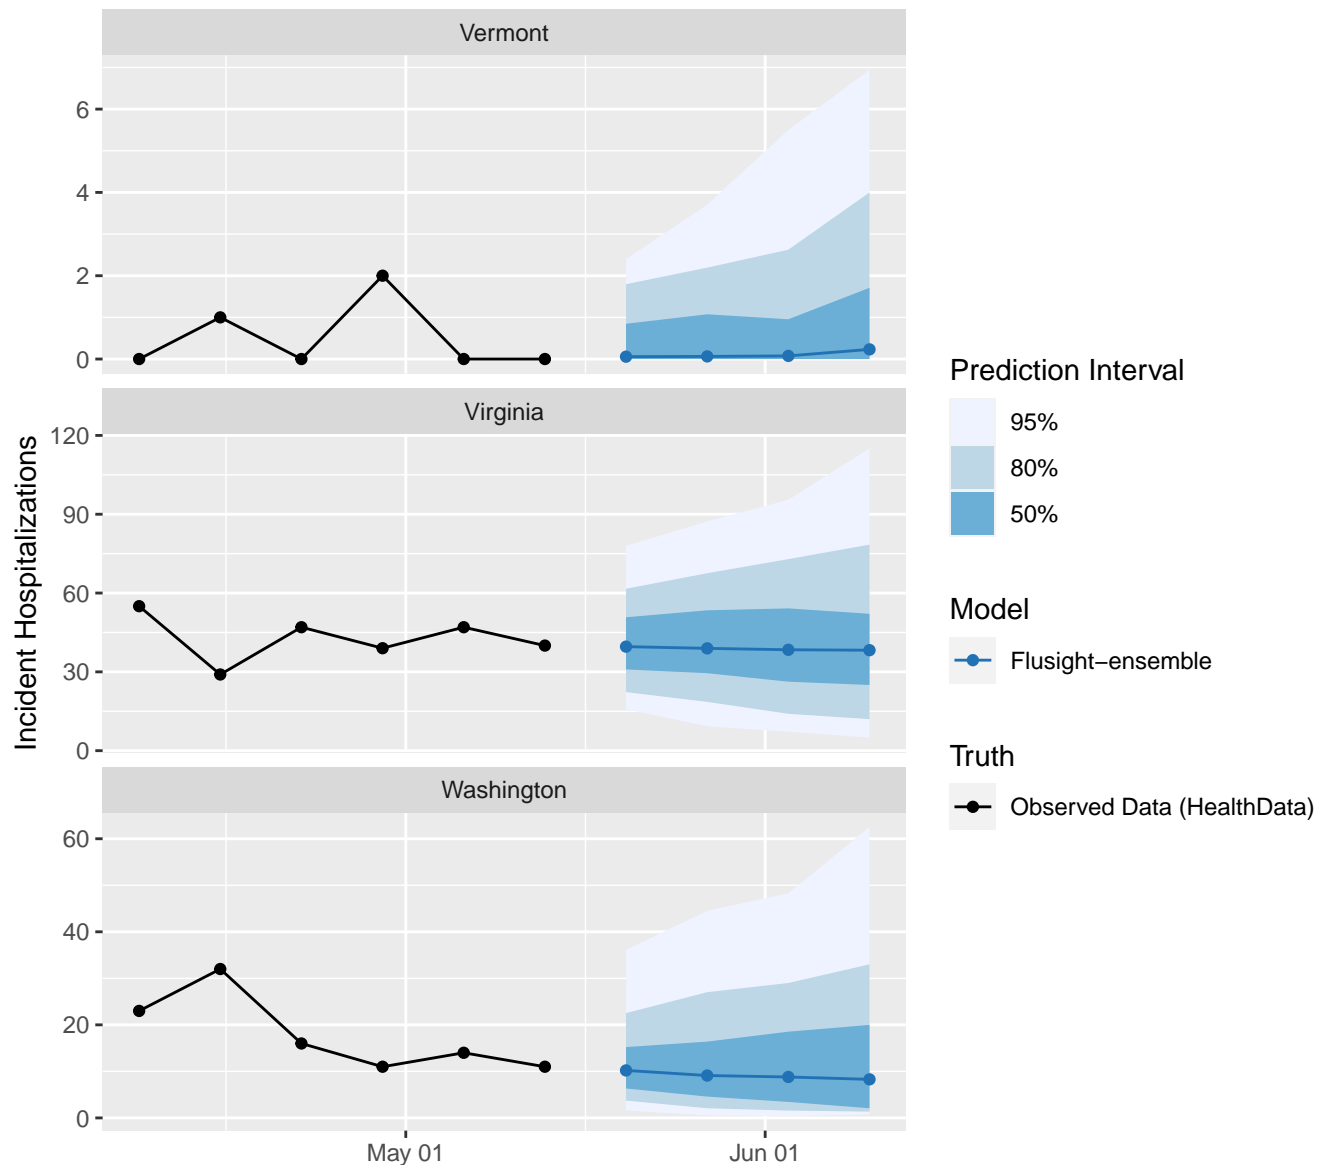 Vermont
6
4
2
0
Virginia
120
90
60
30
0
Washington
60
40
20
0
May 01
Jun 01
Incident Hospitalizations
Prediction Interval
95%
80%
50%
Model
Flusight−ensemble
Truth
Observed Data (HealthData)